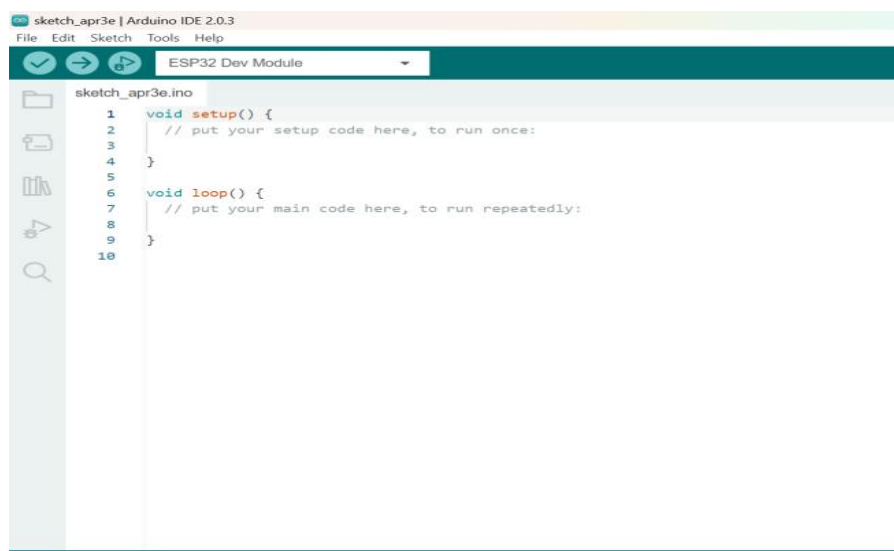 sketch_apr3e | Arduino IDE 2.0.3
File Edit Sketch Tools Help
ESP32 Dev Module
sketch_apr3e.ino
1 void setup() {
2 // put your setup code here, to run once:
3
4 }
5
6 void loop() {
7 // put your main code here, to run repeatedly:
8
9 }
10